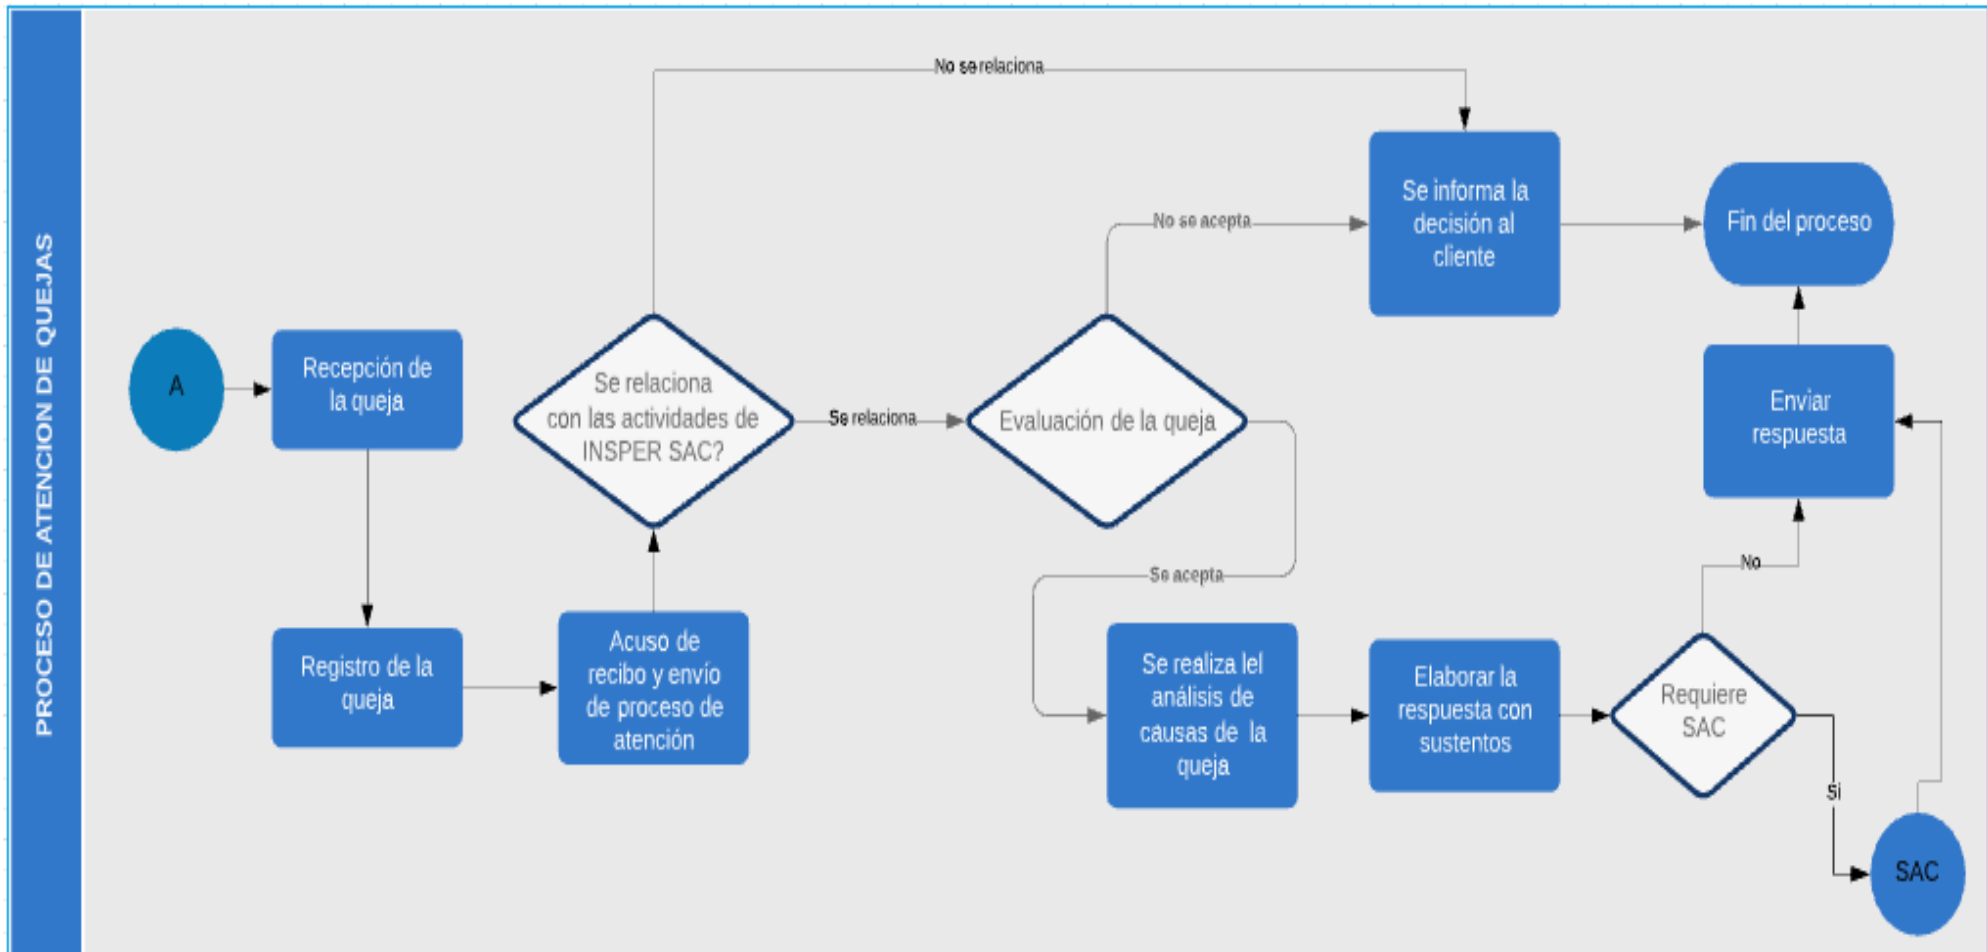 PROCESO DE ATENCION DE QUEJAS
A
Recepción de
la queja
Registro de la
queja
Acuso de
recibo y envío
de proceso de
atención
Se relaciona
con las actividades de
INSPER SAC?
No se relaciona
Se relaciona
Evaluación de la queja
No se acepta
Se acepta
Se informa la
decisión al
cliente
Fin del proceso
Se realiza lel
análisis de
causas de la
queja
Elaborar la
respuesta con
sustentos
Requiere
SAC
No
Si
SAC
Enviar
respuesta